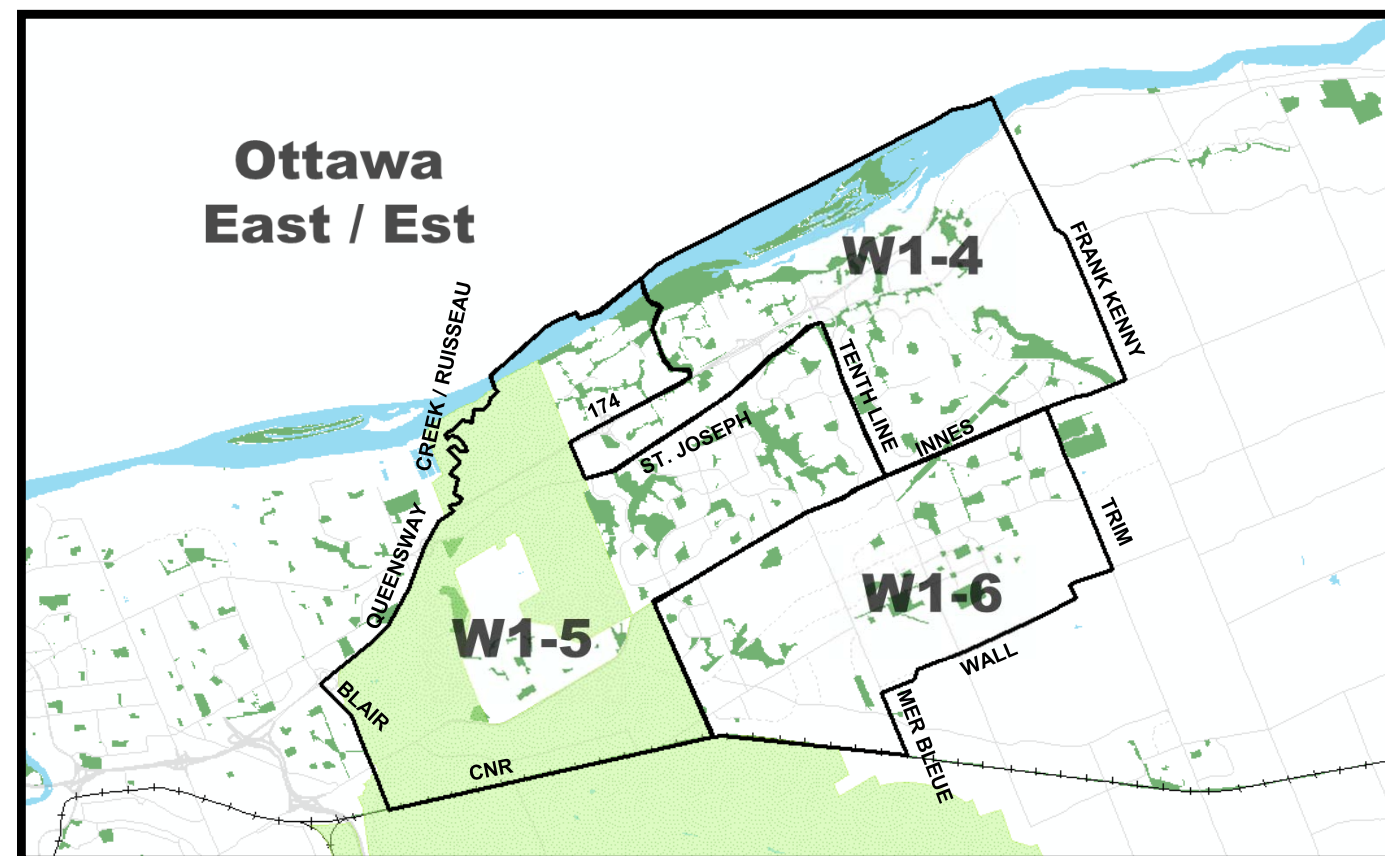 Ottawa
East / Est
W1-4
FRANK KENNY
CREEK / RUISSEAU
174
TENTH LINE
ST. JOSEPH
INNES
QUEENSWAY
TRIM
W1-6
W1-5
WALL
BLAIR
MER BLEUE
CNR